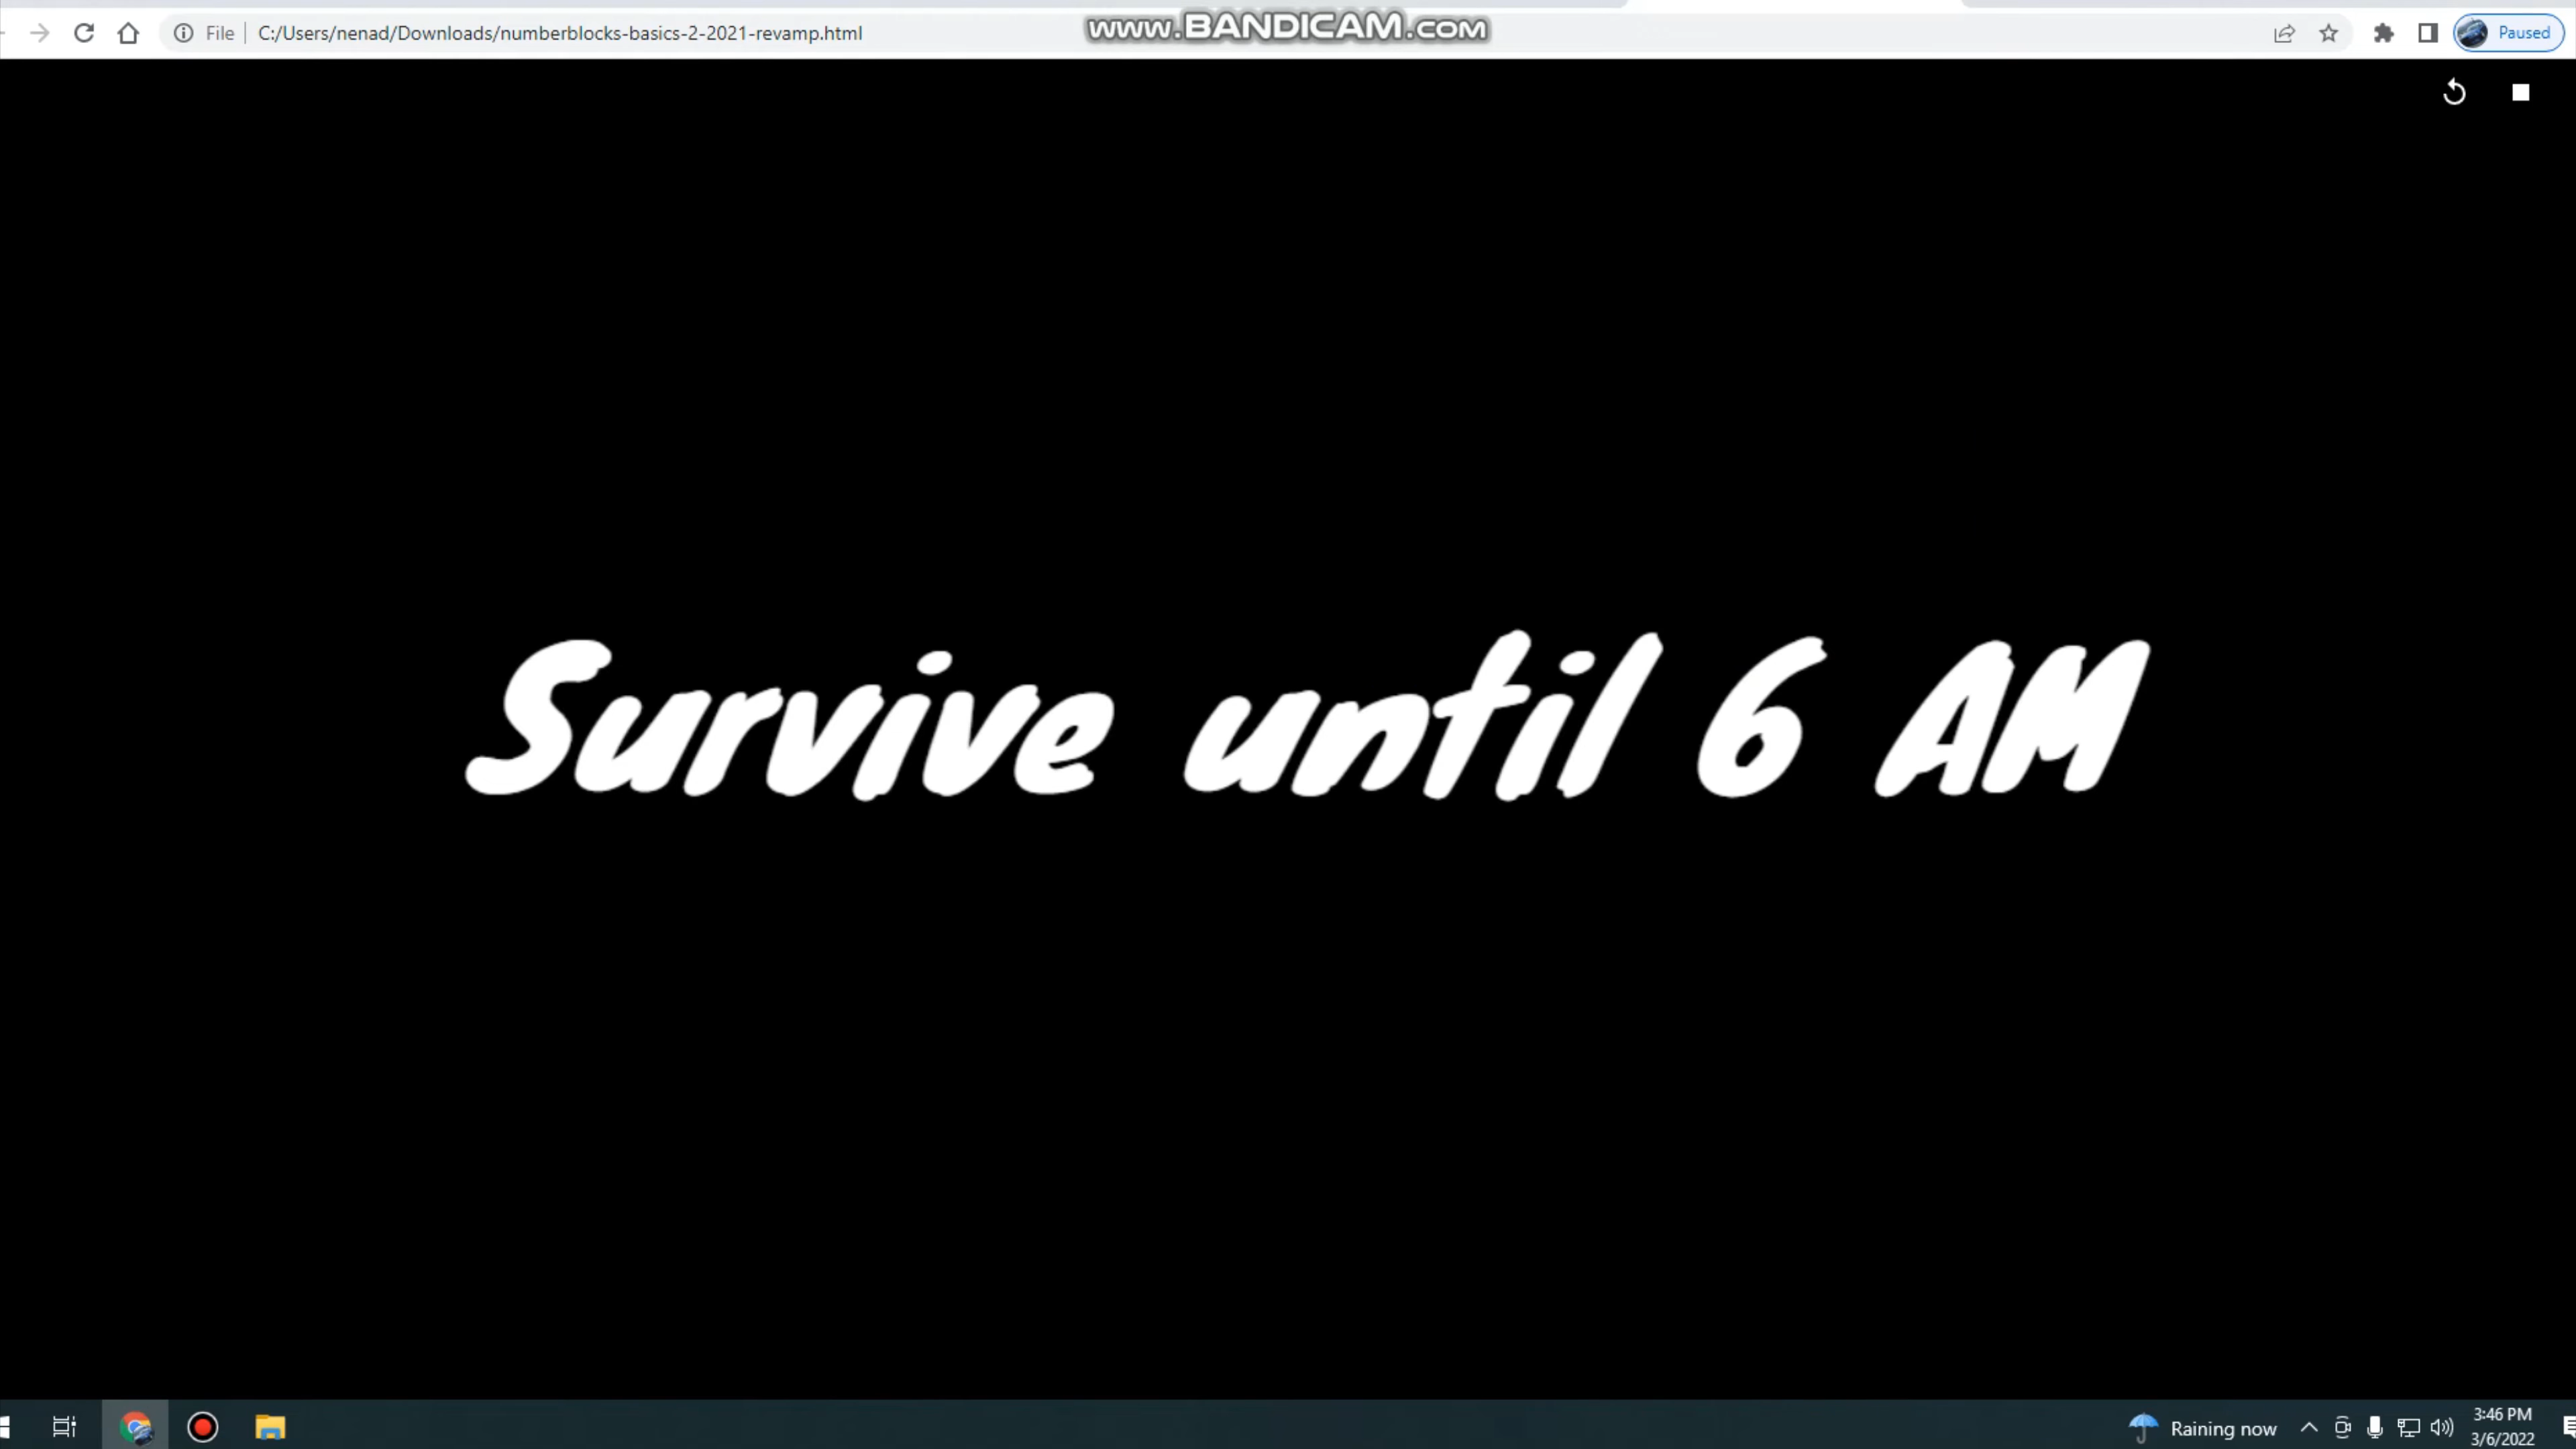 File
C:/Users/nenad/Downloads/numberblocks-basics-2-2021-revamp.html
www.BANDICAM.com
Paused
Survive until 6 AM
Raining now
3:46 PM
3/6/2022